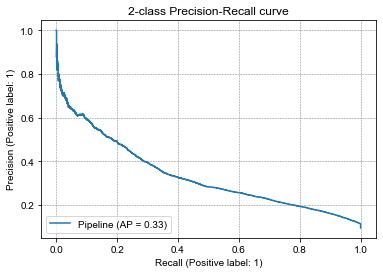 2-class Precision-Recall curve
1.0
0.8
0.6
0.4
0.2
Precision (Positive label: 1)
Pipeline (AP = 0.33)
0.0 0.2 0.4 0.6 0.8 1.0
Recall (Positive label: 1)